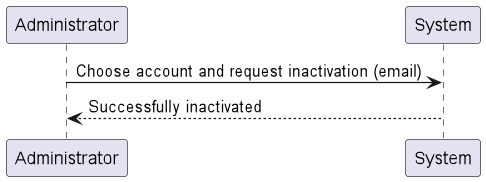 Administrator
System
Choose account and request inactivation (email)
Successfully inactivated
Administrator
System